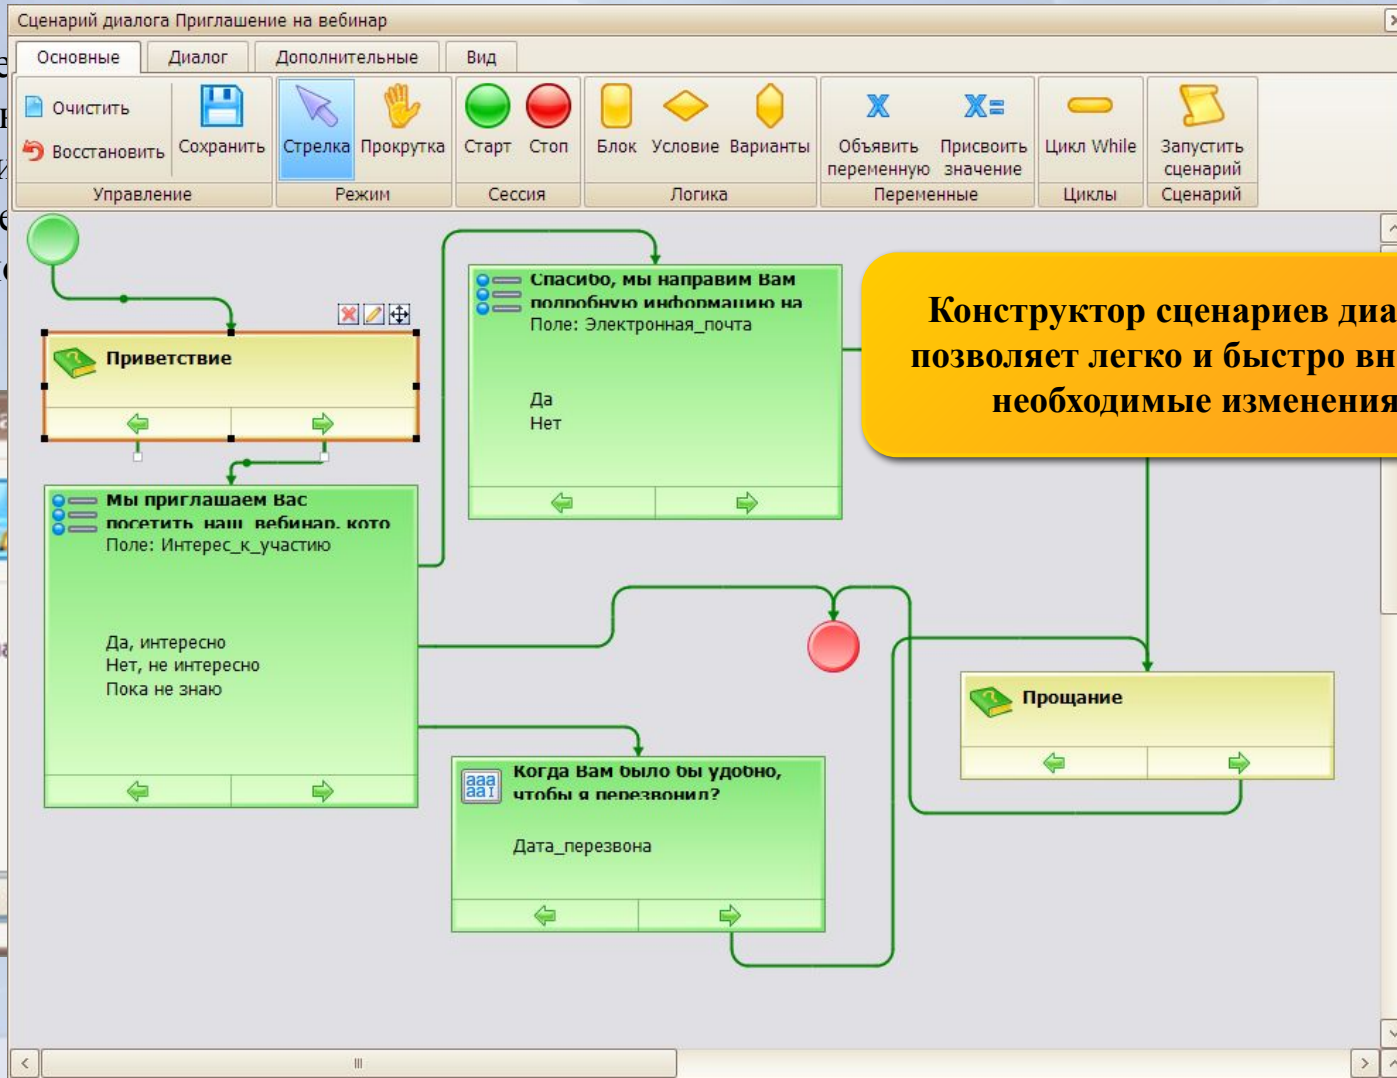 Сценарий диалога Приглашение на вебинар
Основные
Диалог
Дополнительные
Вид
Очистить
Восстановить
Сохранить
Управление
Стрелка
Прокрутка
Режим
Старт
Стоп
Сессия
Блок
Условие
Варианты
Логика
Объявить
переменную
Присвоить
значение
Переменные
Цикл While
Циклы
Запустить
сценарий
Сценарий
Приветствие
Спасибо, мы направим Вам
подробную информацию на
Поле: Электронная_почта
Да
Нет
Конструктор сценариев диа
позволяет легко и быстро вн
необходимые изменения
Мы приглашаем Вас
посетить наш вебинар, кото
Поле: Интерес_к_участию
Да, интересно
Нет, не интересно
Пока не знаю
Прощание
Когда Вам было бы удобно,
чтобы я перезвонил?
Дата_перезвона